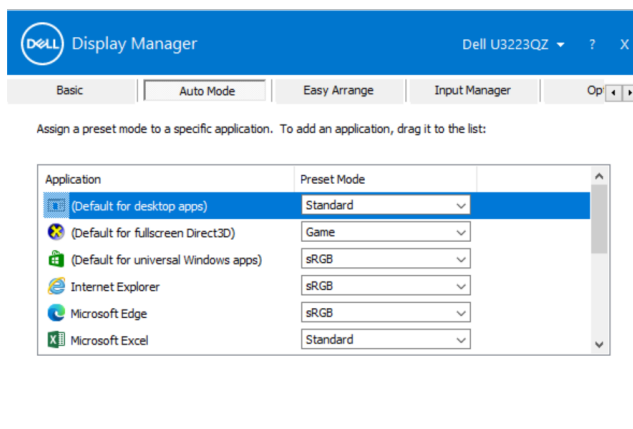 DELL Display Manager Dell U3223QZ ? X
Basic Auto Mode Easy Arrange Input Manager Op
Assign a preset mode to a specific application. To add an application, drag it to the list:
Application Preset Mode
(Default for desktop apps) Standard
(Default for fullscreen Direct3D) Game
(Default for universal Windows apps) sRGB
Internet Explorer sRGB
Microsoft Edge sRGB
Microsoft Excel Standard